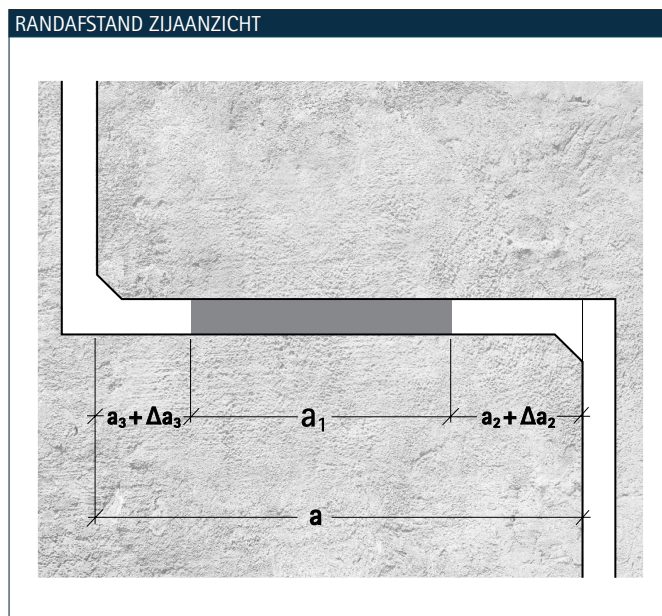 RANDAFSTAND ZIJAANZICHT
a₃ + Δa₃ a₁ a₂ + Δa₂
a